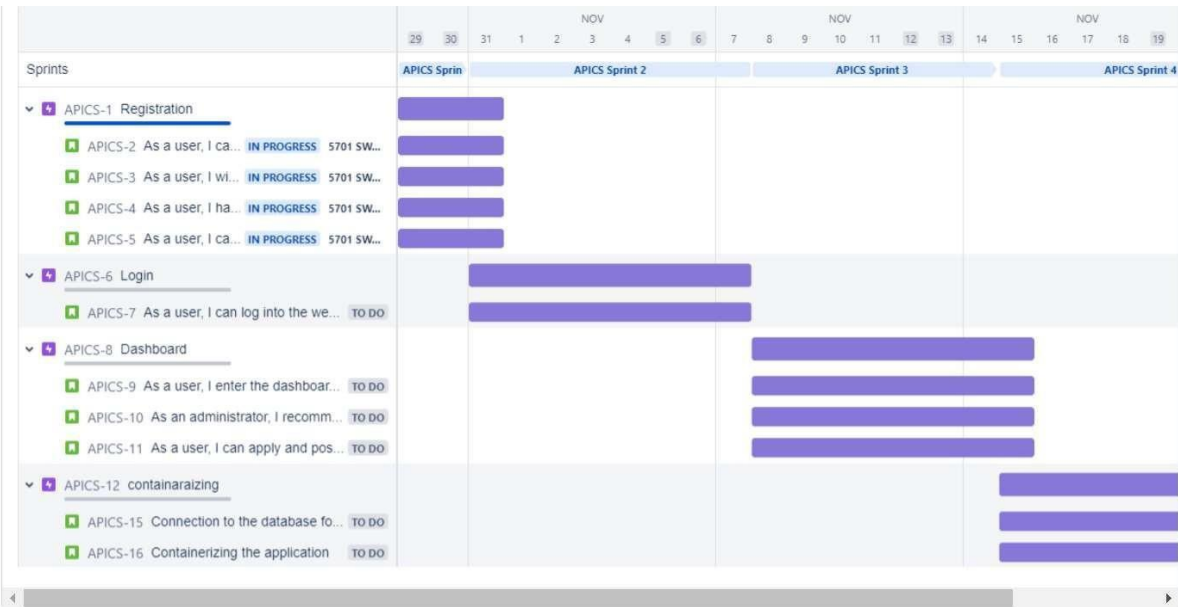 NOV NOV NOV
29 30 31 1 2 3 4 5 6 7 8 9 10 11 12 13 14 15 16 17 18 19
Sprints APICS Sprin APICS Sprint 2 APICS Sprint 3 APICS Sprint 4
APICS-1 Registration
APICS-2 As a user, I ca... IN PROGRESS 5701 SW...
APICS-3 As a user, I wi... IN PROGRESS 5701 SW...
APICS-4 As a user, I ha... IN PROGRESS 5701 SW...
APICS-5 As a user, I ca... IN PROGRESS 5701 SW...
APICS-6 Login
APICS-7 As a user, I can log into the we... TO DO
APICS-8 Dashboard
APICS-9 As a user, I enter the dashboar... TO DO
APICS-10 As an administrator, I recomm... TO DO
APICS-11 As a user, I can apply and pos... TO DO
APICS-12 containaraizing
APICS-15 Connection to the database fo... TO DO
APICS-16 Containerizing the application TO DO